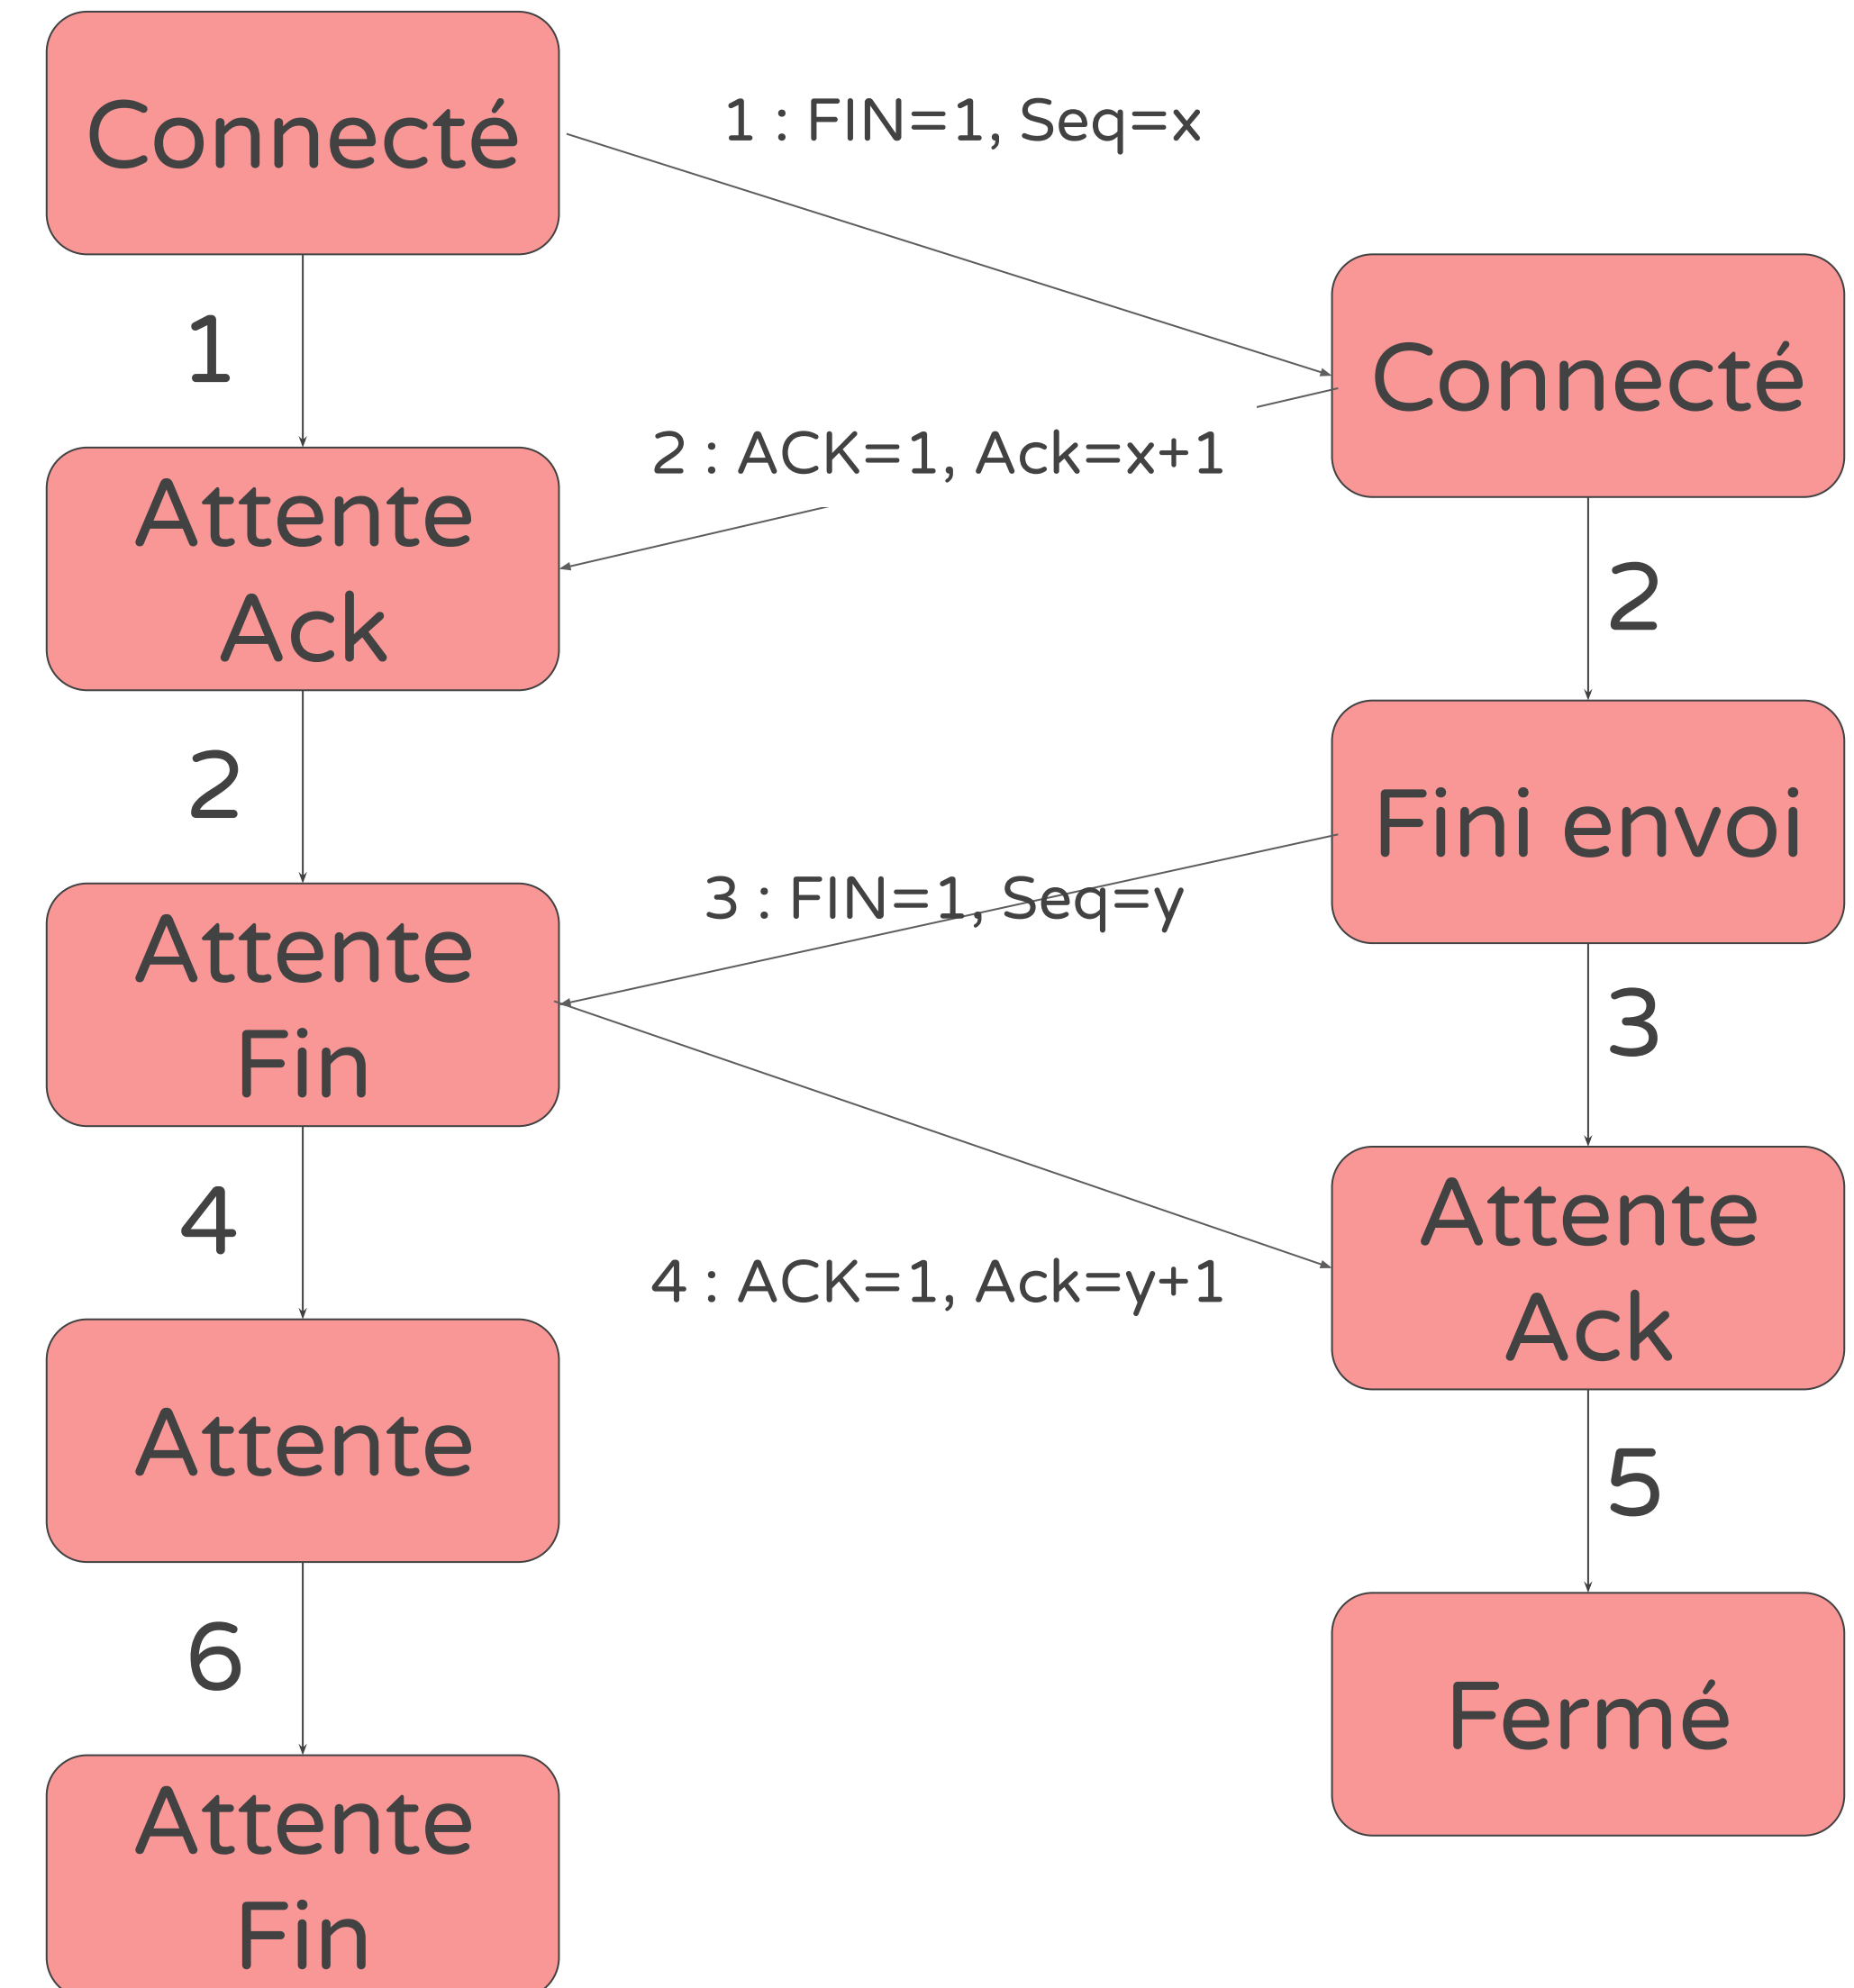 Connecté
1 : FIN=1, Seq=x
1
Connecté
2 : ACK=1, Ack=x+1
Attente
Ack
2
2
Fini envoi
3 : FIN=1, Seq=y
Attente
Fin
3
4
Attente
Ack
4 : ACK=1, Ack=y+1
Attente
5
6
Fermé
Attente
Fin